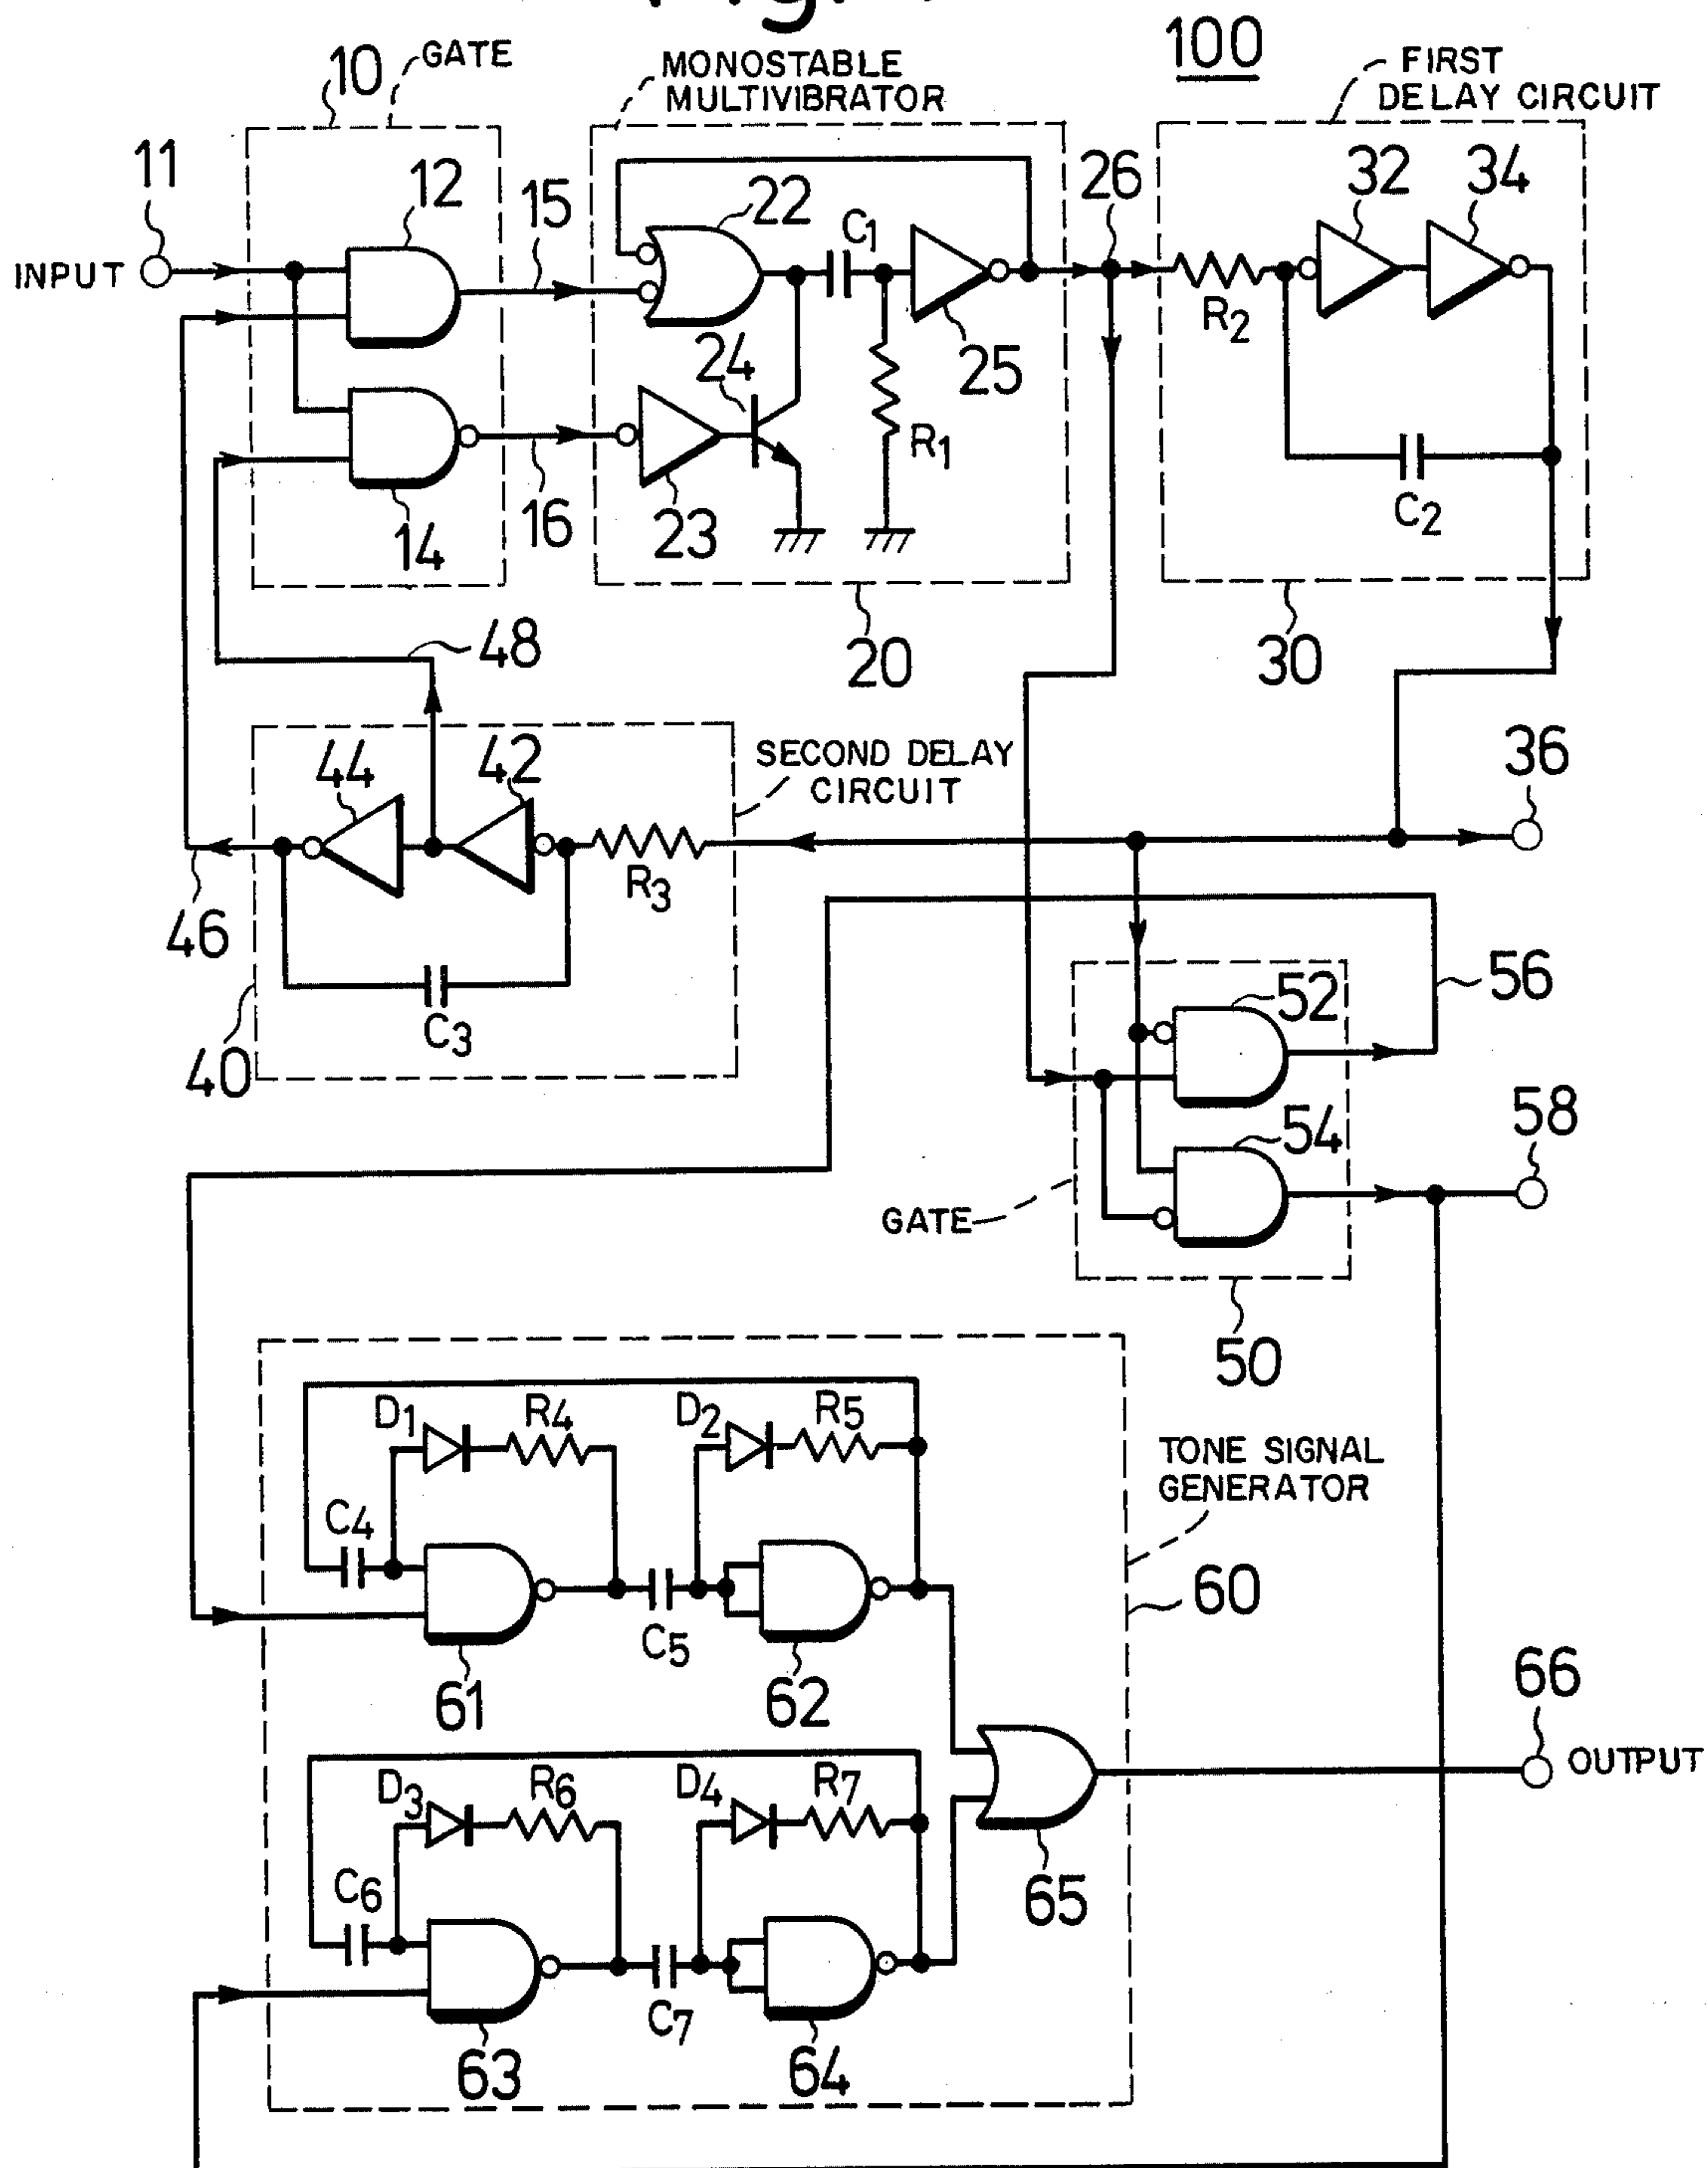 100
10
GATE
MONOSTABLE
MULTIVIBRATOR
FIRST
DELAY CIRCUIT
11
12
15
22
C1
26
32
34
INPUT
R2
24
25
R1
C2
14
16
23
48
20
30
44
42
SECOND DELAY
CIRCUIT
36
R3
46
C3
40
52
56
54
58
GATE
50
D1
R4
D2
R5
TONE SIGNAL
GENERATOR
C4
60
C5
61
62
66
OUTPUT
D3
R6
D4
R7
C6
65
C7
63
64